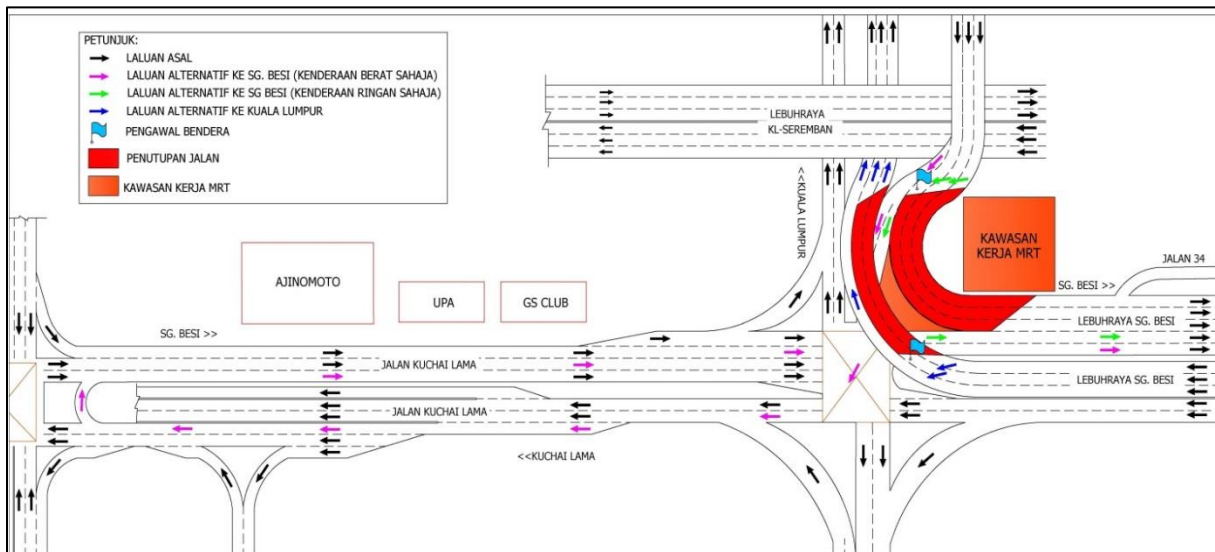 PETUNJUK:
LALUAN ASAL
LALUAN ALTERNATIF KE SG. BESI (KENDERAAN BERAT SAHAJA)
LALUAN ALTERNATIF KE SG BESI (KENDERAAN RINGAN SAHAJA)
LALUAN ALTERNATIF KE KUALA LUMPUR
PENGAWAL BENDERA
PENUTUPAN JALAN
KAWASAN KERJA MRT
LEBUHRAYA
KL-SEREMBAN
<<KUALA LUMPUR
KAWASAN
KERJA MRT
JALAN 34
SG. BESI >>
AJINOMOTO
UPA
GS CLUB
LEBUHRAYA SG. BESI
SG. BESI >>
JALAN KUCHAI LAMA
LEBUHRAYA SG. BESI
JALAN KUCHAI LAMA
<<KUCHAI LAMA